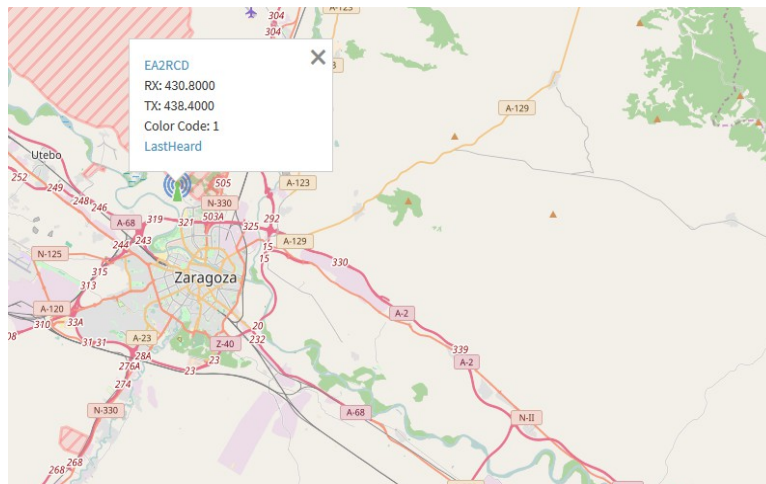 304
304
A-123
3
EA2RCD
RX: 430.8000
TX: 438.4000
Color Code: 1
LastHeard
A-129
Utebo
252
249
248
246
505
A-123
N-330
A-68
319
321
503A
325
292
A-129
244
243
15
15
330
N-125
315
313
Zaragoza
A-120
310
33A
A-2
08
31
31
A-23
20
232
28A
276A
Z-40
339
A-2
23
23
274
N-330
A-68
N-II
268
268